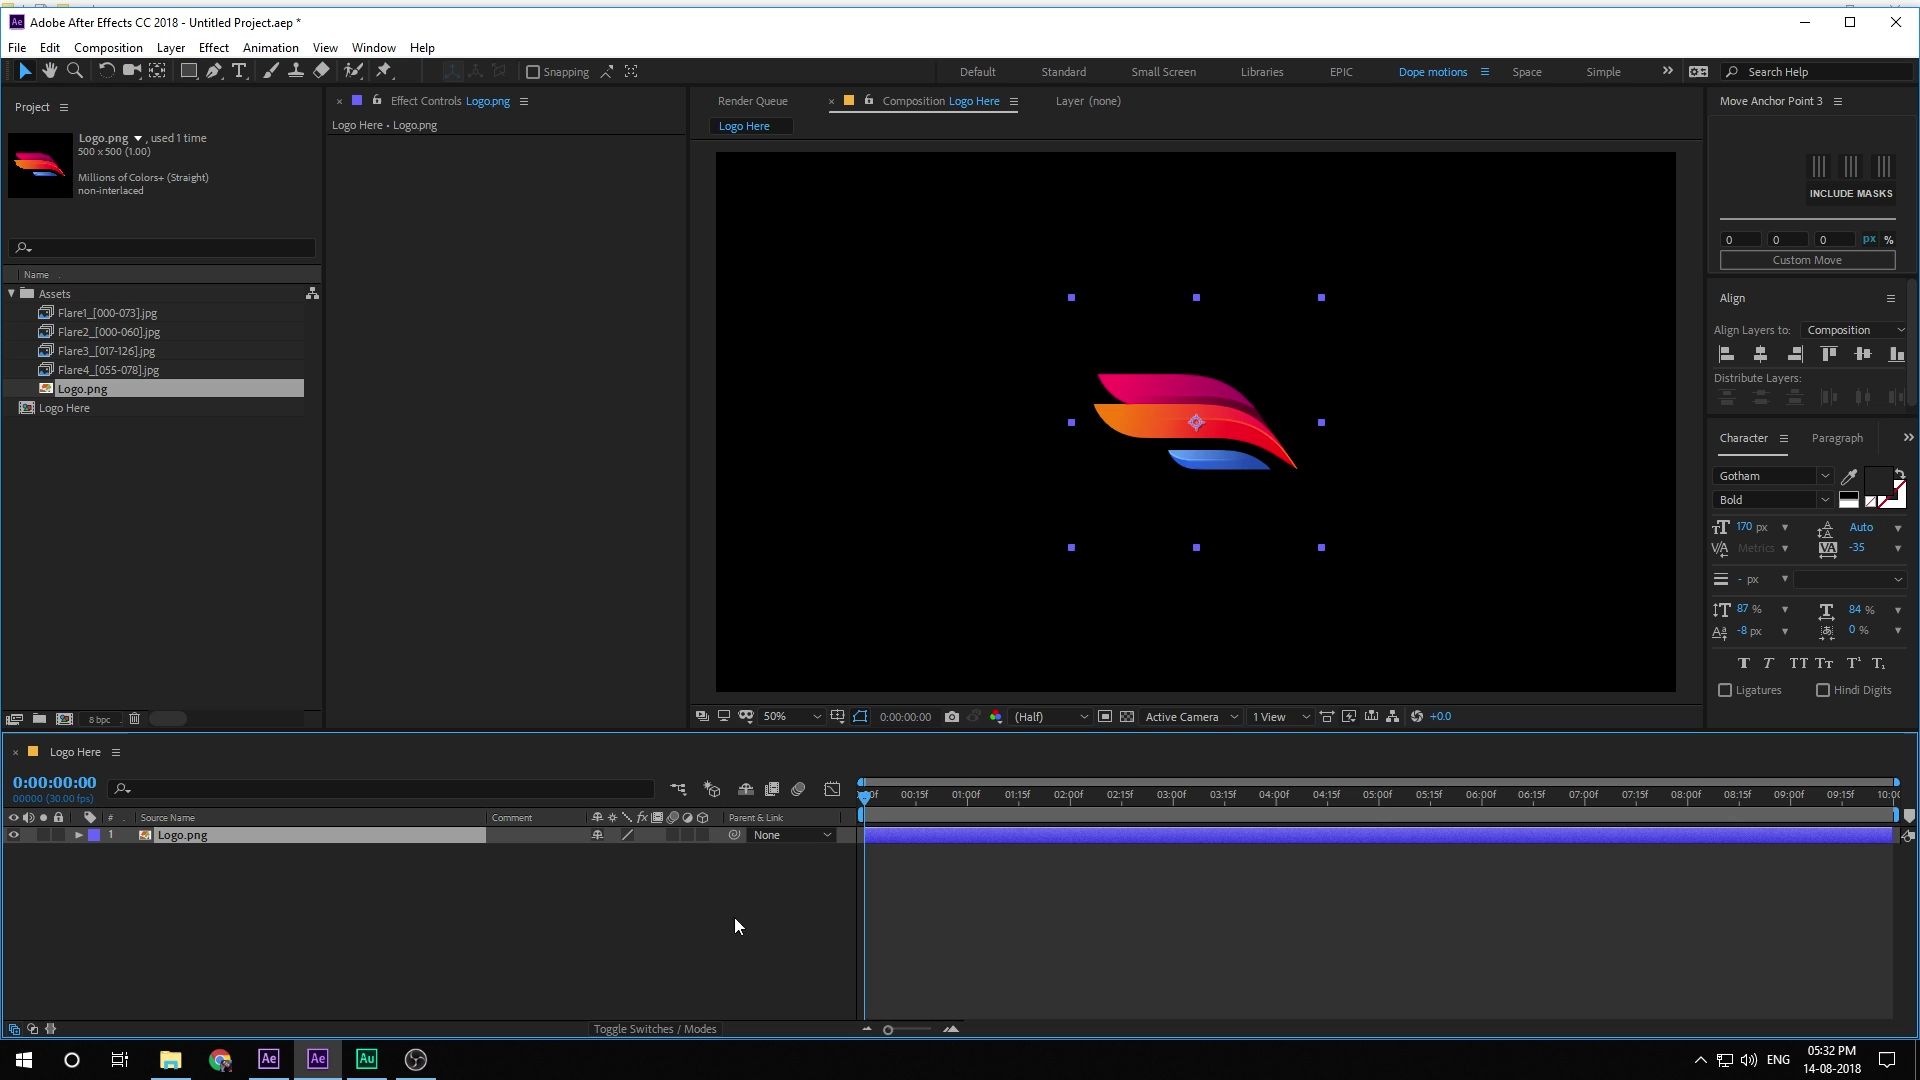 Adobe After Effects CC 2018 - Untitled Project.aep *
File Edit Composition Layer Effect Animation View Window Help
Snapping
Default Standard Small Screen Libraries EPIC Dope motions Space Simple
Search Help
Project
Logo.png , used 1 time
500 x 500 (1.00)
Millions of Colors+ (Straight)
non-interlaced
Name
Assets
Flare1_[000-073].jpg
Flare2_[000-060].jpg
Flare3_[017-126].jpg
Flare4_[055-078].jpg
Logo.png
Logo Here
8 bpc
Effect Controls Logo.png
Logo Here • Logo.png
Render Queue
Composition Logo Here
Layer (none)
Logo Here
50%
0:00:00:00
(Half)
Active Camera
1 View
+0.0
Move Anchor Point 3
INCLUDE MASKS
0 0 0 px %
Custom Move
Align
Align Layers to: Composition
Distribute Layers:
Character Paragraph
Gotham
Bold
170 px Auto
Metrics -35
- px
87 % 84 %
-8 px 0 %
Ligatures Hindi Digits
Logo Here
0:00:00:00
00000 (30.00 fps)
00:15f 01:00f 01:15f 02:00f 02:15f 03:00f 03:15f 04:00f 04:15f 05:00f 05:15f 06:00f 06:15f 07:00f 07:15f 08:00f 08:15f 09:00f 09:15f
# Source Name Comment Parent & Link
1 Logo.png None
Toggle Switches / Modes
ENG
05:32 PM
14-08-2018